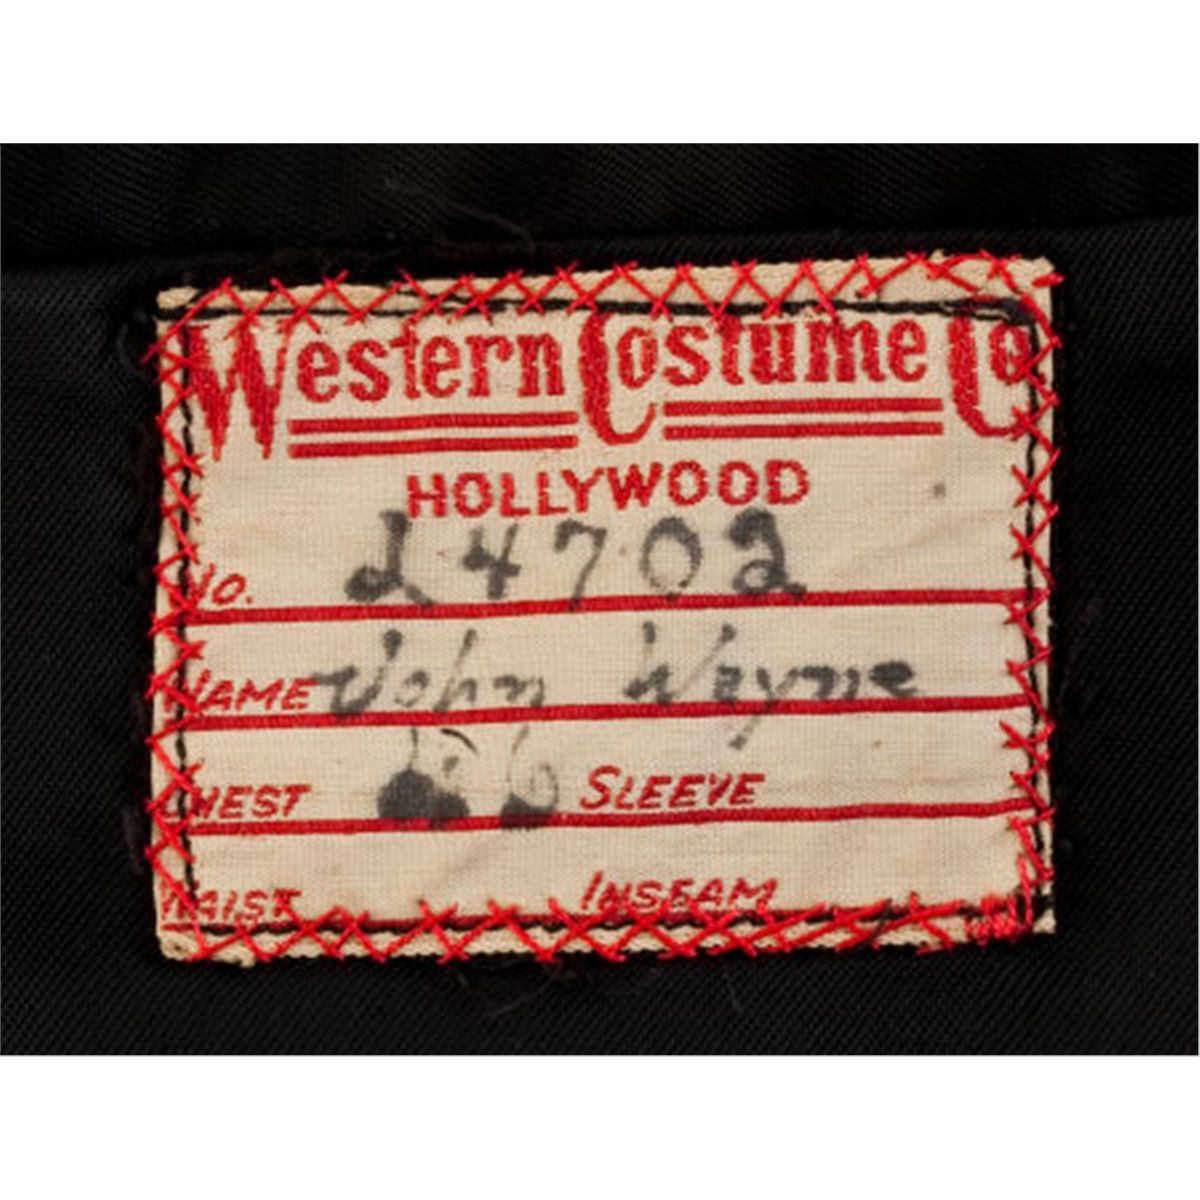 Western Costume Co
HOLLYWOOD
No. 24702
NAME John Wayne
CHEST SLEEVE
WAIST INSEAM